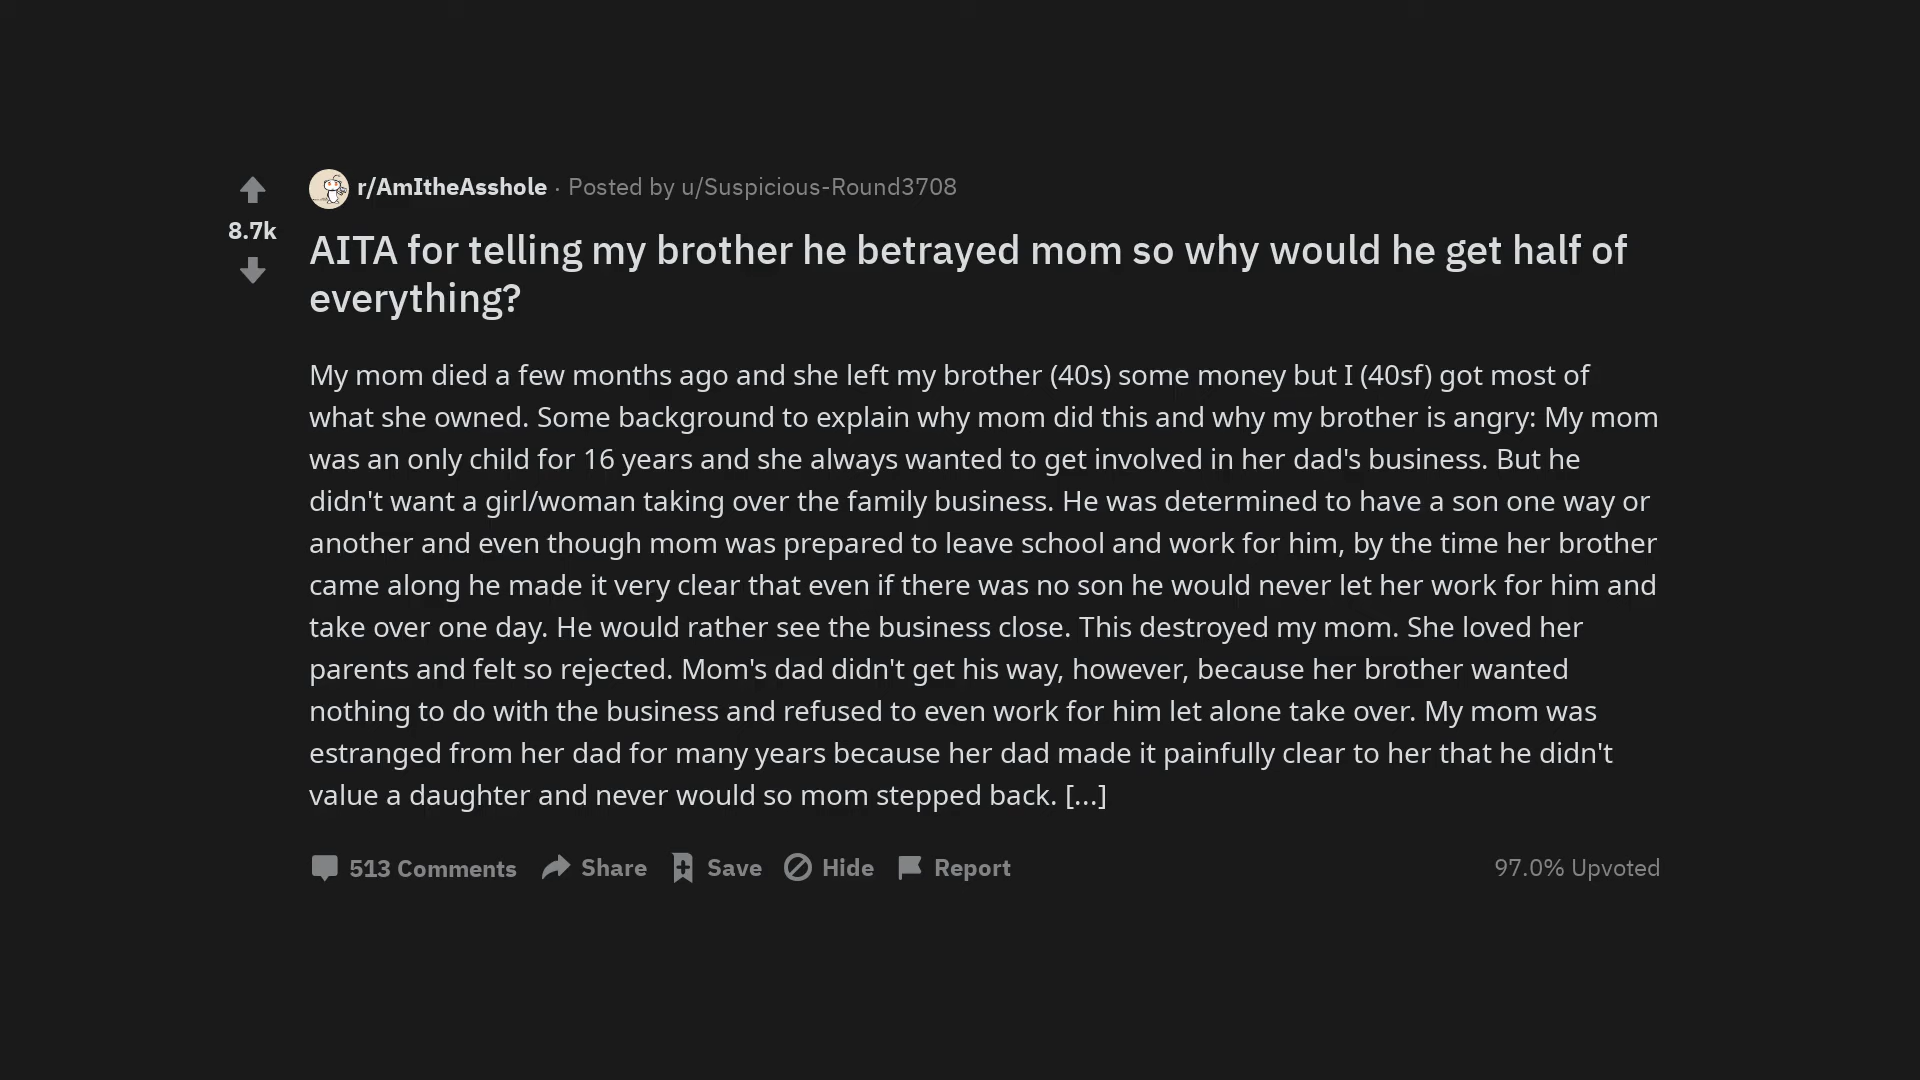 r/AmItheAsshole · Posted by u/Suspicious-Round3708
8.7k
AITA for telling my brother he betrayed mom so why would he get half of
everything?
My mom died a few months ago and she left my brother (40s) some money but I (40sf) got most of
what she owned. Some background to explain why mom did this and why my brother is angry: My mom
was an only child for 16 years and she always wanted to get involved in her dad's business. But he
didn't want a girl/woman taking over the family business. He was determined to have a son one way or
another and even though mom was prepared to leave school and work for him, by the time her brother
came along he made it very clear that even if there was no son he would never let her work for him and
take over one day. He would rather see the business close. This destroyed my mom. She loved her
parents and felt so rejected. Mom's dad didn't get his way, however, because her brother wanted
nothing to do with the business and refused to even work for him let alone take over. My mom was
estranged from her dad for many years because her dad made it painfully clear to her that he didn't
value a daughter and never would so mom stepped back. [...]
513 Comments Share Save Hide Report 97.0% Upvoted